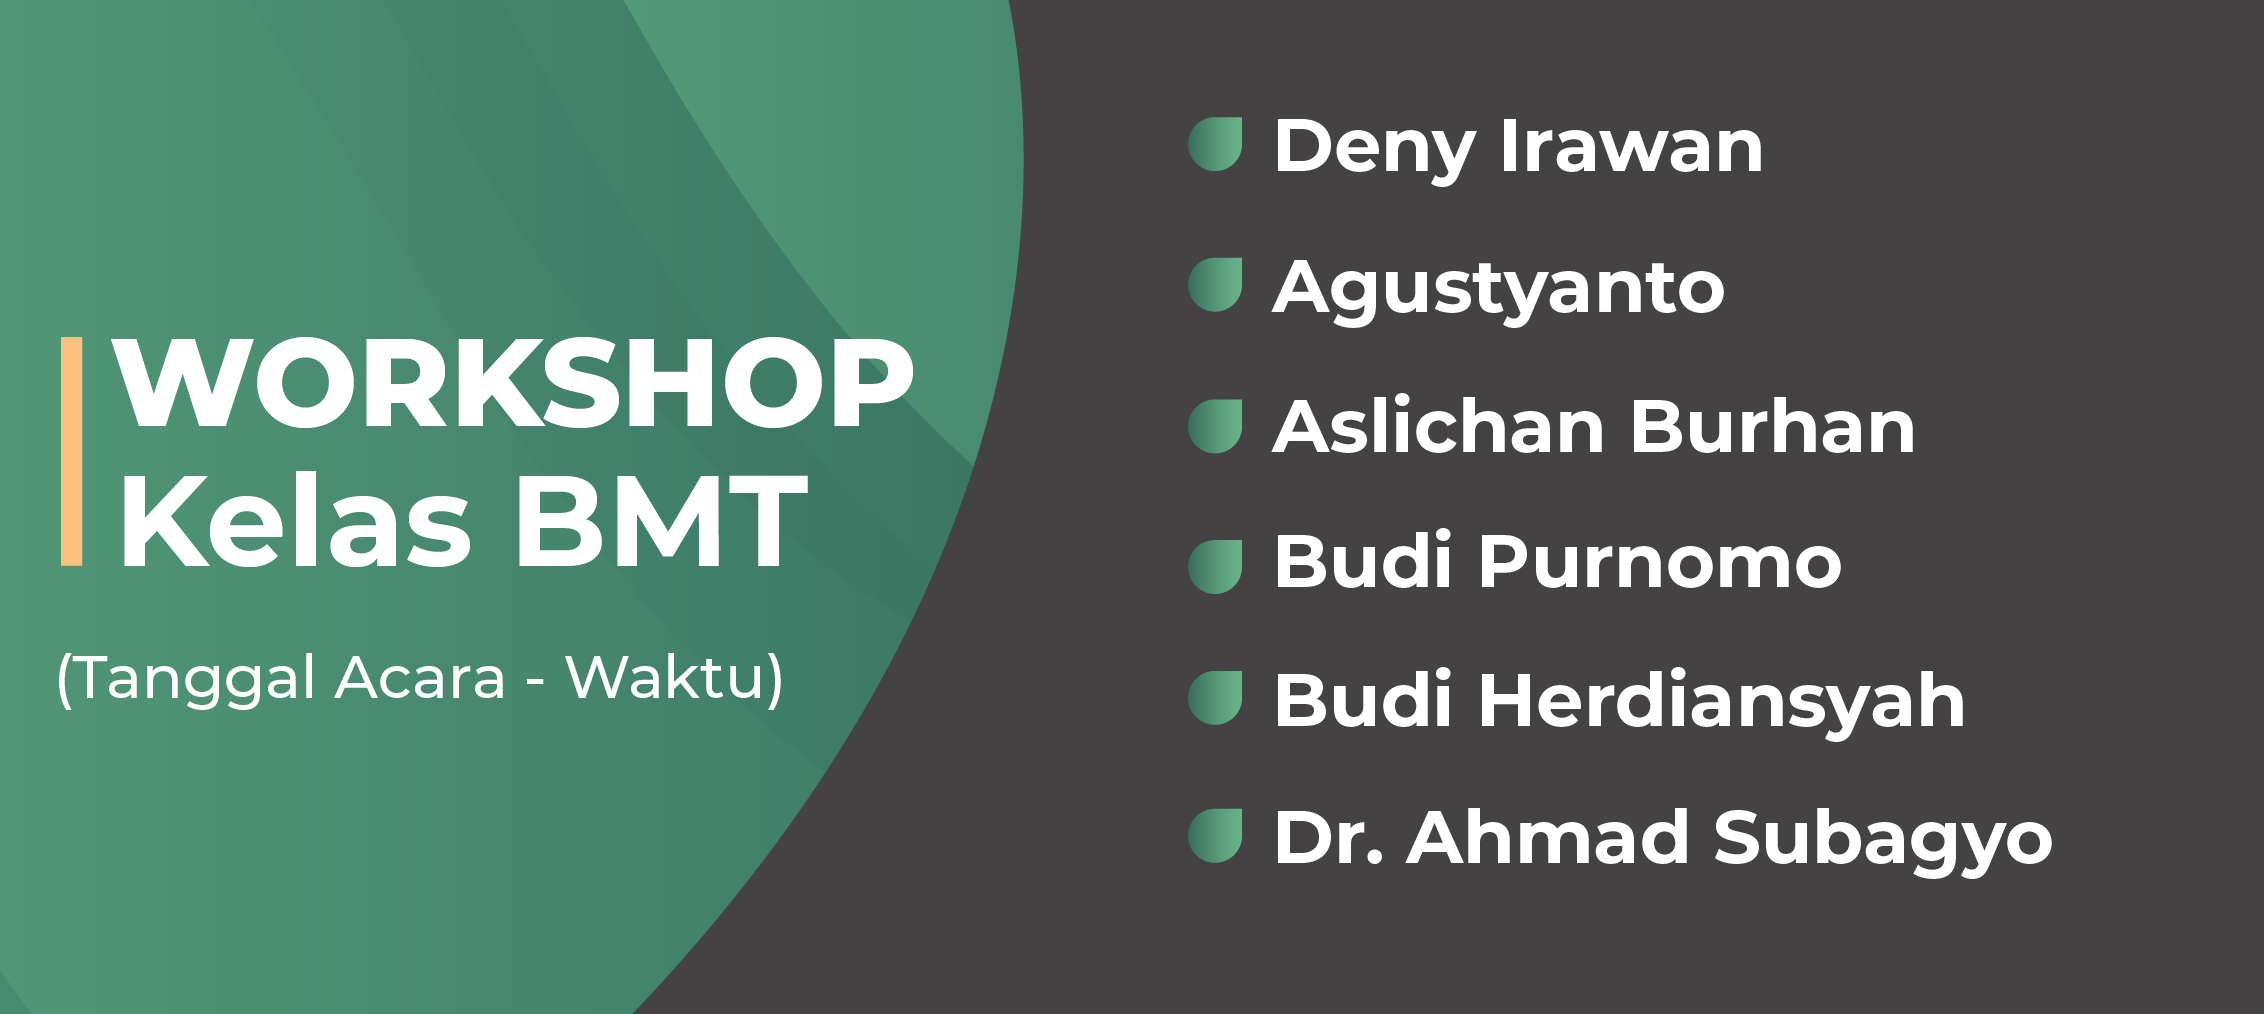 WORKSHOP
Kelas BMT
(Tanggal Acara - Waktu)
Deny Irawan
Agustyanto
Aslichan Burhan
Budi Purnomo
Budi Herdiansyah
Dr. Ahmad Subagyo